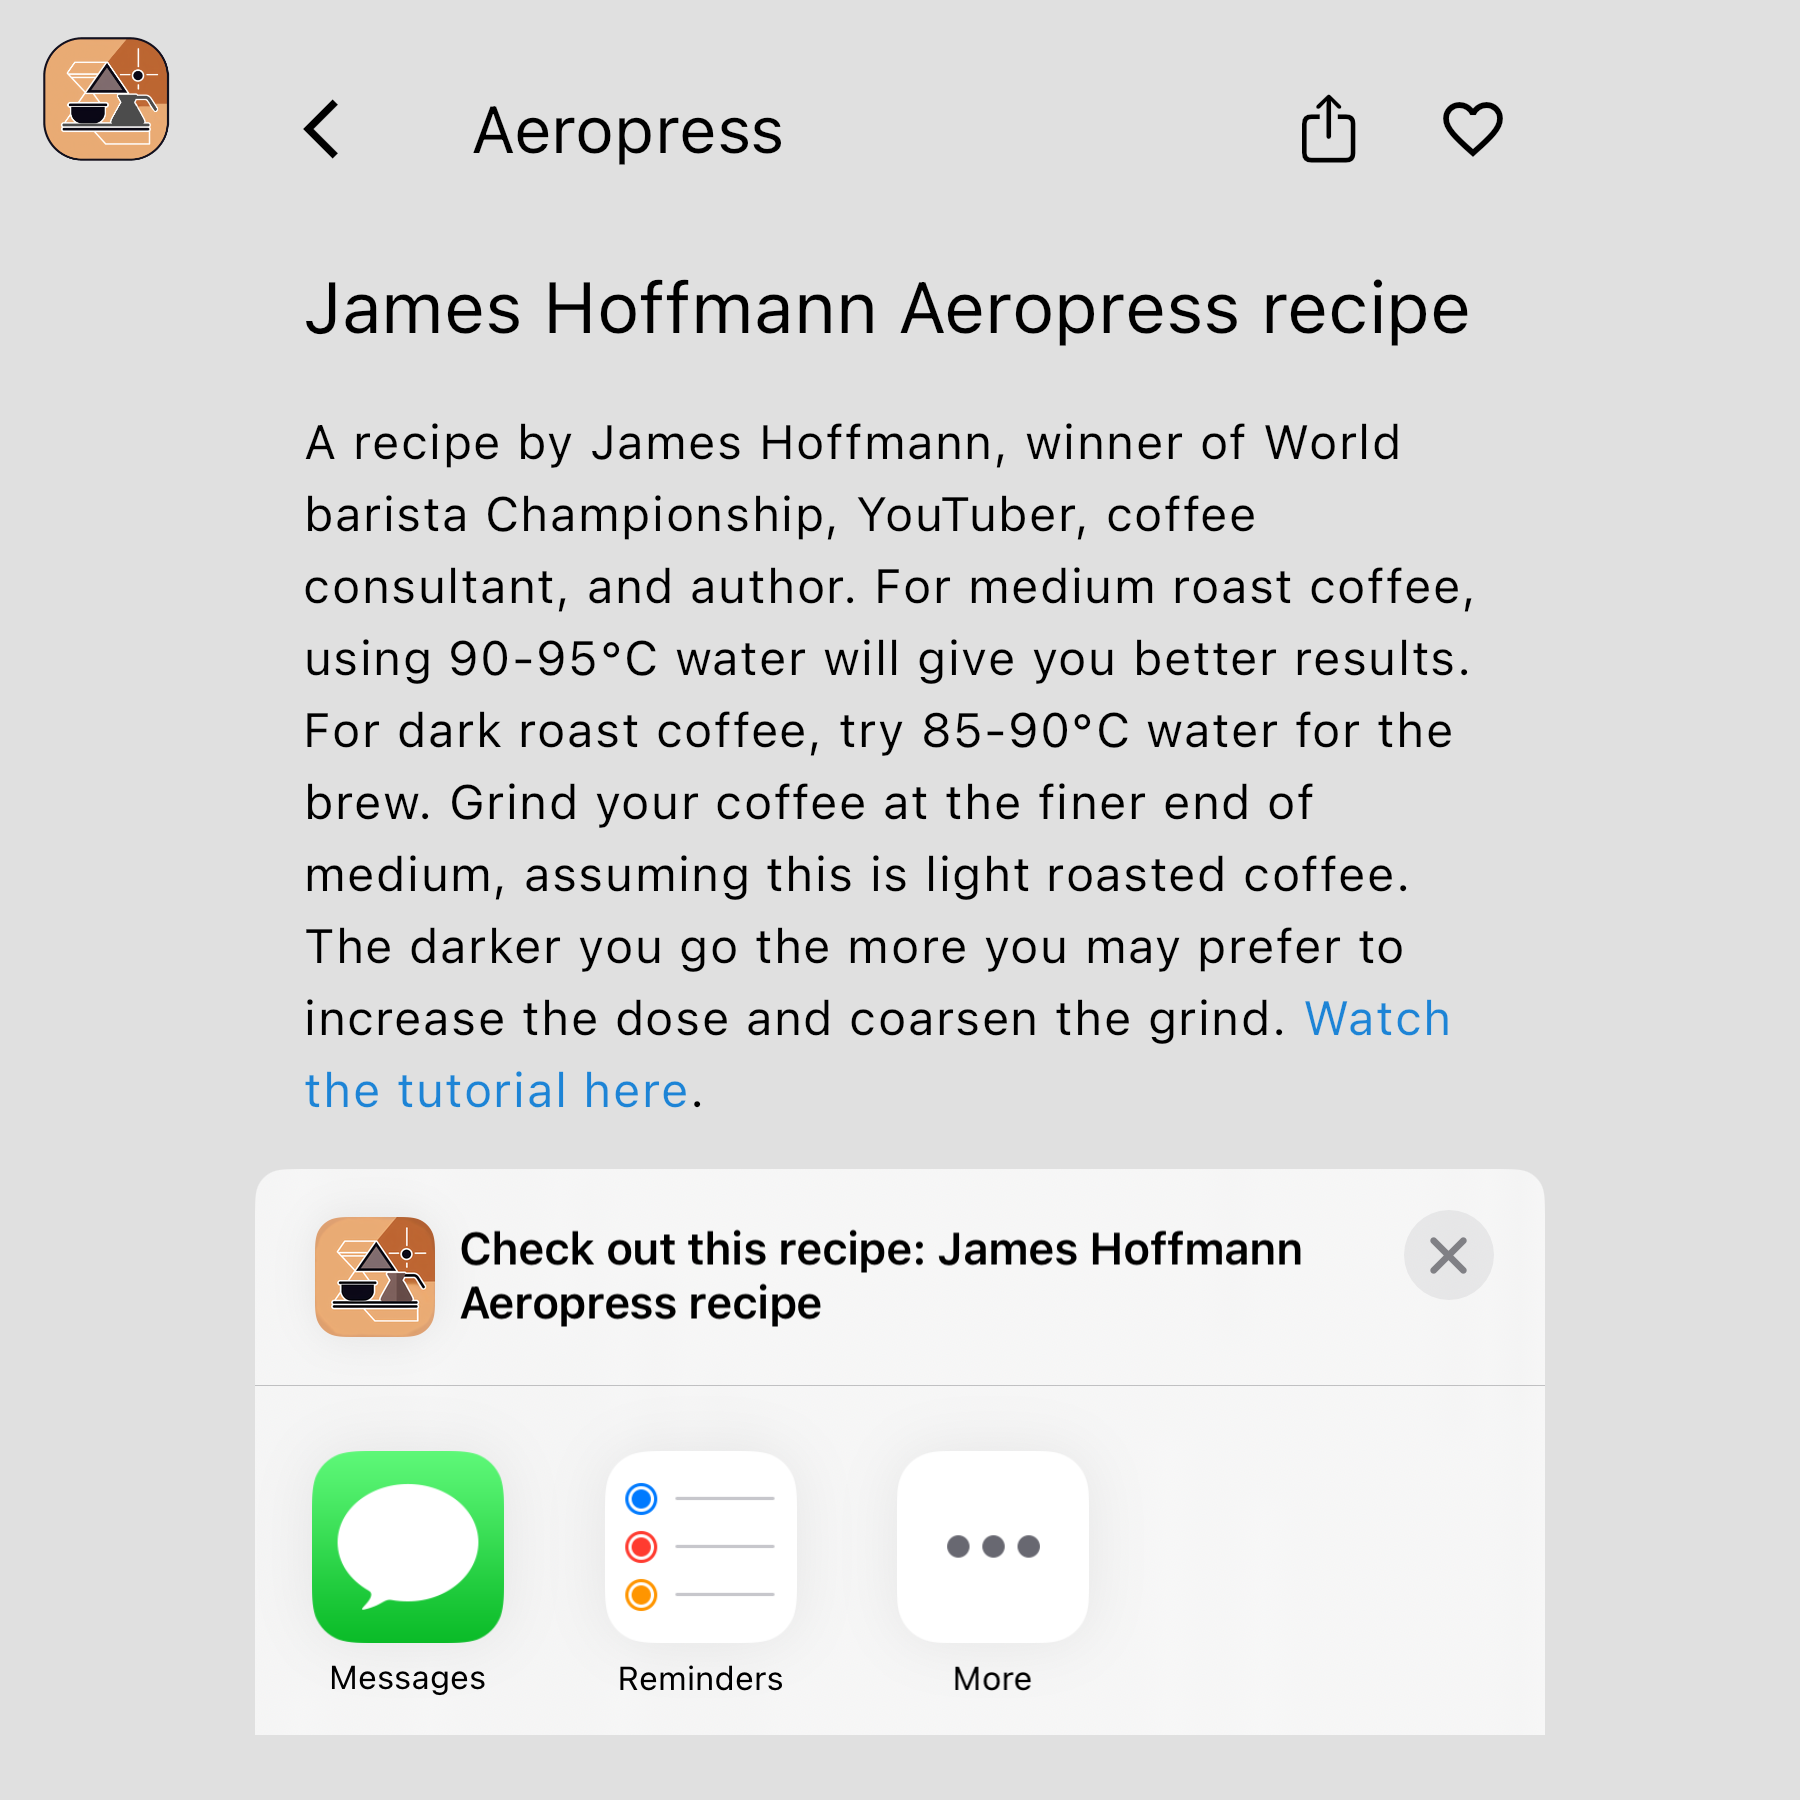 Aeropress
James Hoffmann Aeropress recipe
A recipe by James Hoffmann, winner of World
barista Championship, YouTuber, coffee
consultant, and author. For medium roast coffee,
using 90-95°C water will give you better results.
For dark roast coffee, try 85-90°C water for the
brew. Grind your coffee at the finer end of
medium, assuming this is light roasted coffee.
The darker you go the more you may prefer to
increase the dose and coarsen the grind. Watch
the tutorial here.
Check out this recipe: James Hoffmann
Aeropress recipe
Messages
Reminders
More